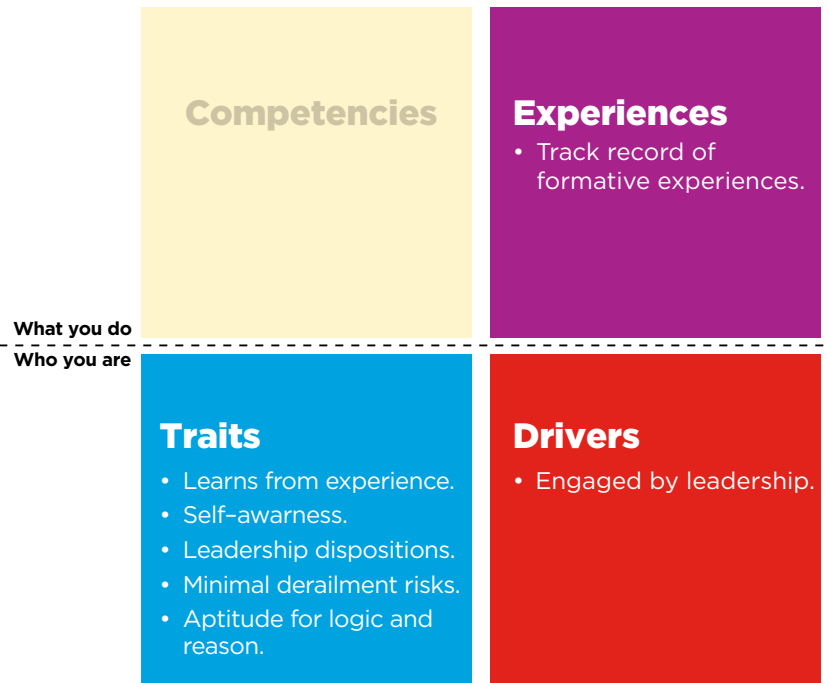 Competencies
Experiences
• Track record of
formative experiences.
What you do
Who you are
Traits
• Learns from experience.
• Self–awarness.
• Leadership dispositions.
• Minimal derailment risks.
• Aptitude for logic and
reason.
Drivers
• Engaged by leadership.